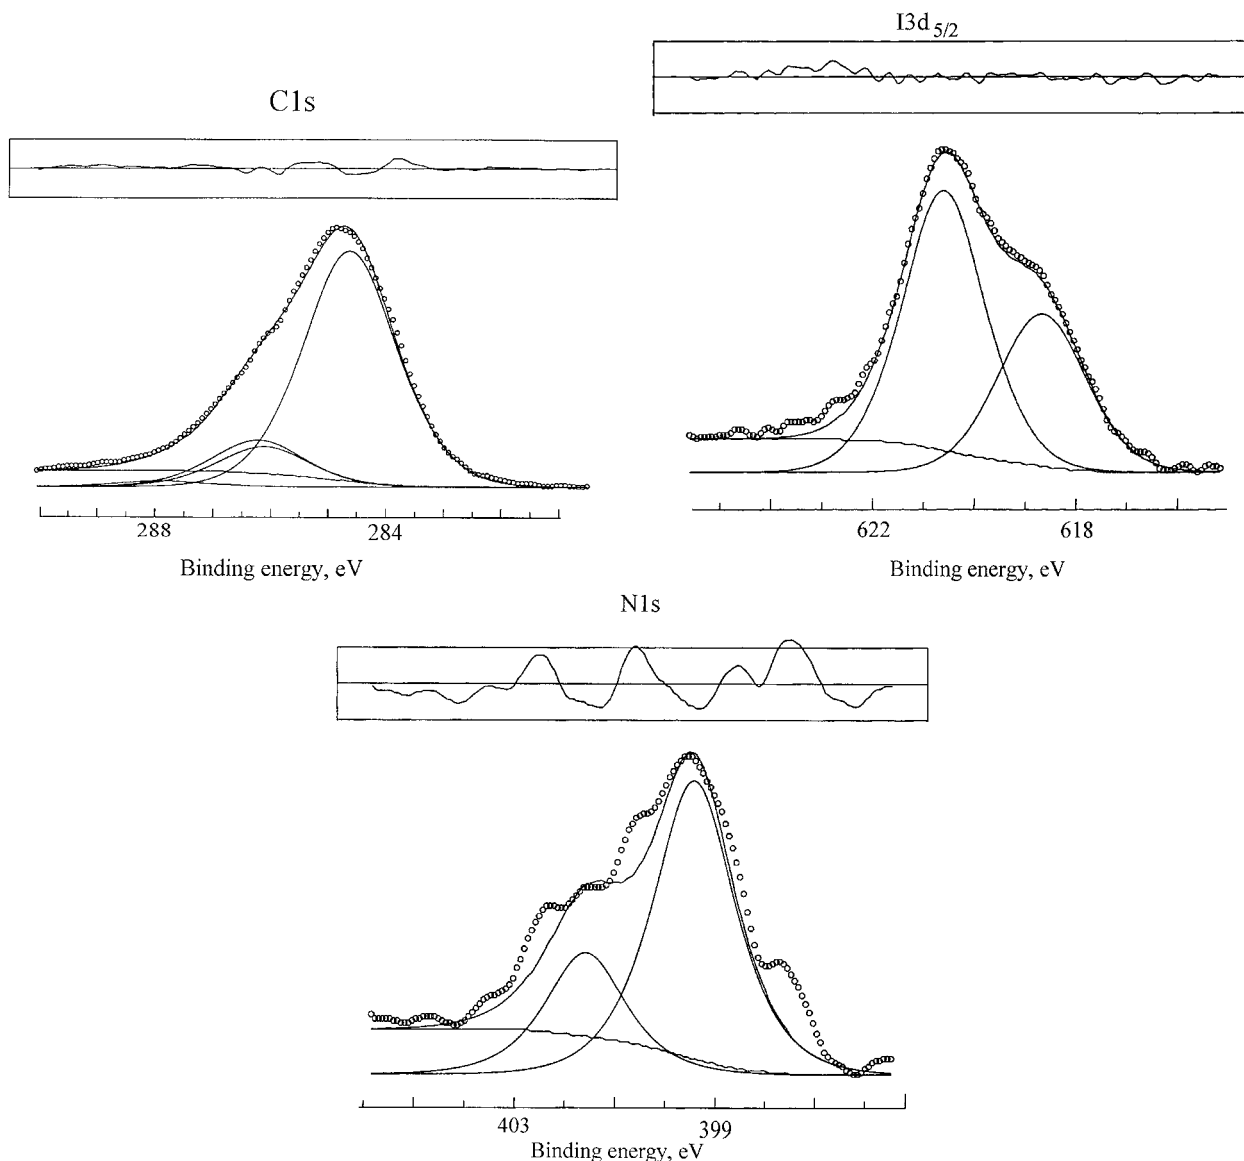 I3d 5/2
C1s
288 284
Binding energy, eV
622 618
Binding energy, eV
N1s
403 399
Binding energy, eV